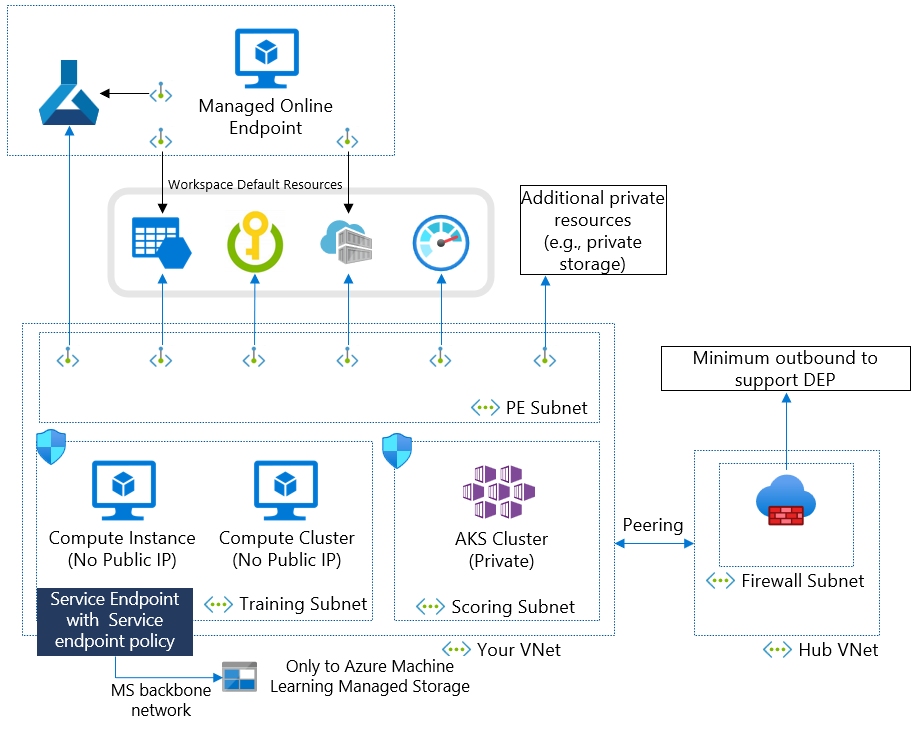 Managed Online
Endpoint
Workspace Default Resources
Additional private
resources
(e.g., private
storage)
Minimum outbound to
support DEP
PE Subnet
Compute Instance
(No Public IP)
Compute Cluster
(No Public IP)
AKS Cluster
(Private)
Peering
Firewall Subnet
Service Endpoint
with Service
endpoint policy
Training Subnet
Scoring Subnet
Your VNet
Hub VNet
MS backbone
network
Only to Azure Machine
Learning Managed Storage